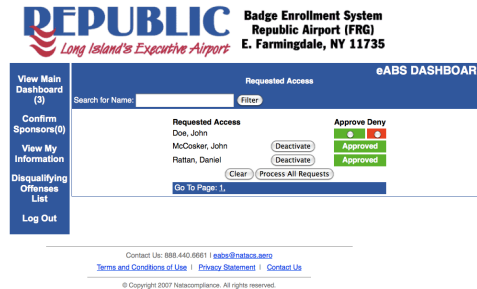 REPUBLIC
Long Island's Executive Airport
Badge Enrollment System
Republic Airport (FRG)
E. Farmingdale, NY 11735
eABS DASHBOAR
View Main
Dashboard
(3)
Confirm
Sponsors(0)
View My
Information
Disqualifying
Offenses
List
Log Out
Requested Access
Search for Name:
Filter
Requested Access
Approve Deny
Doe, John
McCosker, John
Deactivate
Approved
Rattan, Daniel
Deactivate
Approved
Clear
Process All Requests
Go To Page: 1,
Contact Us: 888.440.6661 | eabs@natacs.aero
Terms and Conditions of Use | Privacy Statement | Contact Us
© Copyright 2007 Natacompliance. All rights reserved.